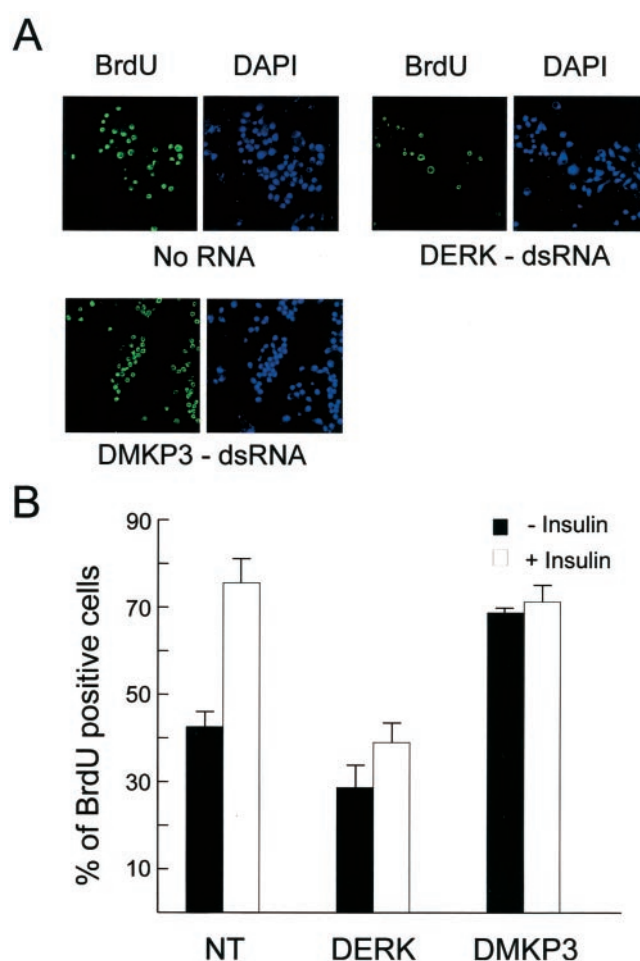 A
BrdU DAPI BrdU DAPI
No RNA DERK - dsRNA
DMKP3 - dsRNA
B
90
70
50
30
10
% of BrdU positive cells
- Insulin
+ Insulin
NT DERK DMKP3